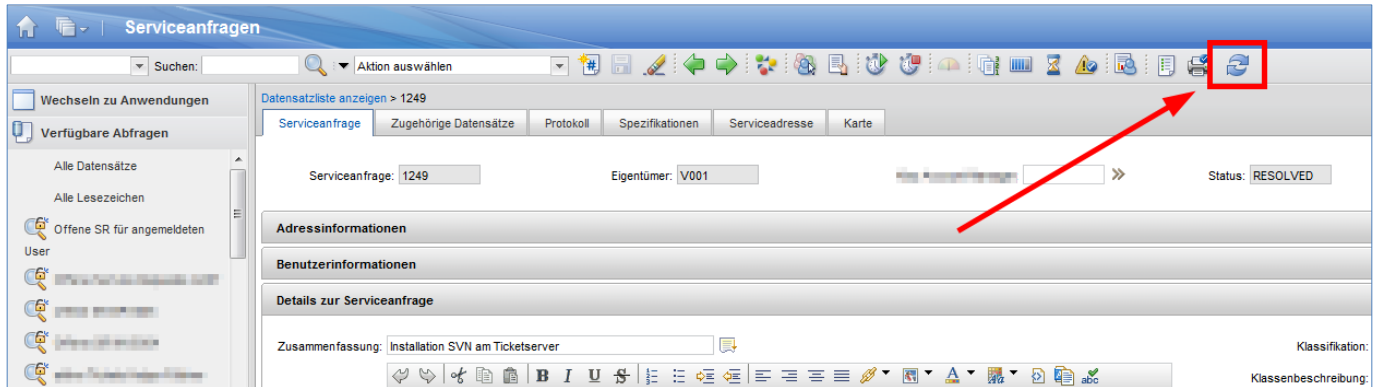 Serviceanfragen
Suchen: Aktion auswählen
Wechseln zu Anwendungen
Verfügbare Abfragen
Alle Datensätze
Alle Lesezeichen
Offene SR für angemeldeten
User
Datensatzliste anzeigen > 1249
Serviceanfrage Zugehörige Datensätze Protokoll Spezifikationen Serviceadresse Karte
Serviceanfrage: 1249 Eigentümer: V001 Status: RESOLVED
Adressinformationen
Benutzerinformationen
Details zur Serviceanfrage
Zusammenfassung: Installation SVN am Ticketserver Klassifikation:
B I U S abc Klassenbeschreibung: